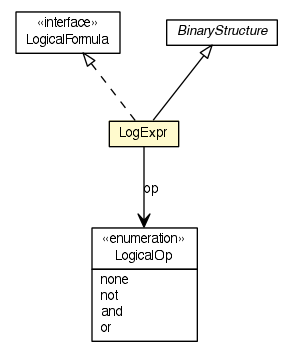 «interface»
LogicalFormula
BinaryStructure
LogExpr
op
«enumeration»
LogicalOp
none
not
and
or